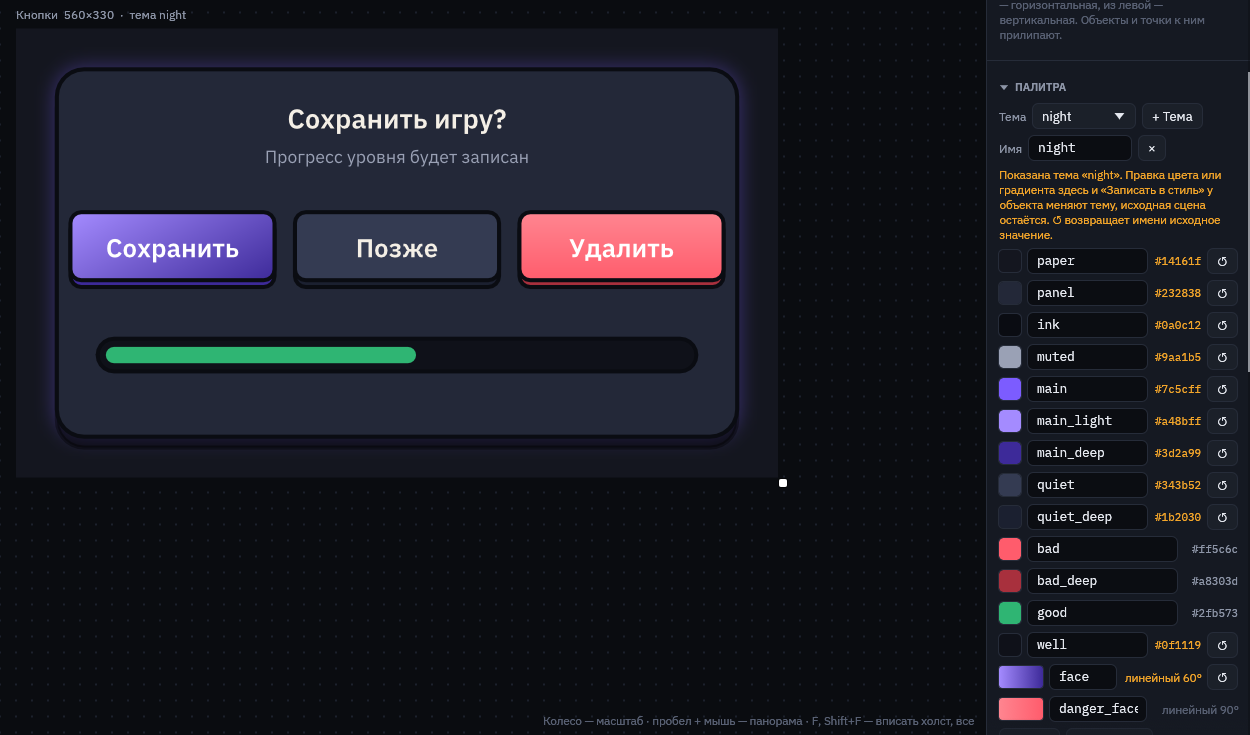 Кнопки 560×330 · тема night
Сохранить игру?
Прогресс уровня будет записан
Сохранить
Позже
Удалить
Колесо — масштаб · пробел + мышь — панорама · F, Shift+F — вписать холст, все
— горизонтальная, из левой —
вертикальная. Объекты и точки к ним
прилипают.
ПАЛИТРА
Тема night + Тема
Имя night ×
Показана тема «night». Правка цвета или
градиента здесь и «Записать в стиль» у
объекта меняют тему, исходная сцена
остаётся. ↺ возвращает имени исходное
значение.
paper #14161f ↺
panel #232838 ↺
ink #0a0c12 ↺
muted #9aa1b5 ↺
main #7c5cff ↺
main_light #a48bff ↺
main_deep #3d2a99 ↺
quiet #343b52 ↺
quiet_deep #1b2030 ↺
bad #ff5c6c
bad_deep #a8303d
good #2fb573
well #0f1119 ↺
face линейный 60° ↺
danger_face линейный 90°